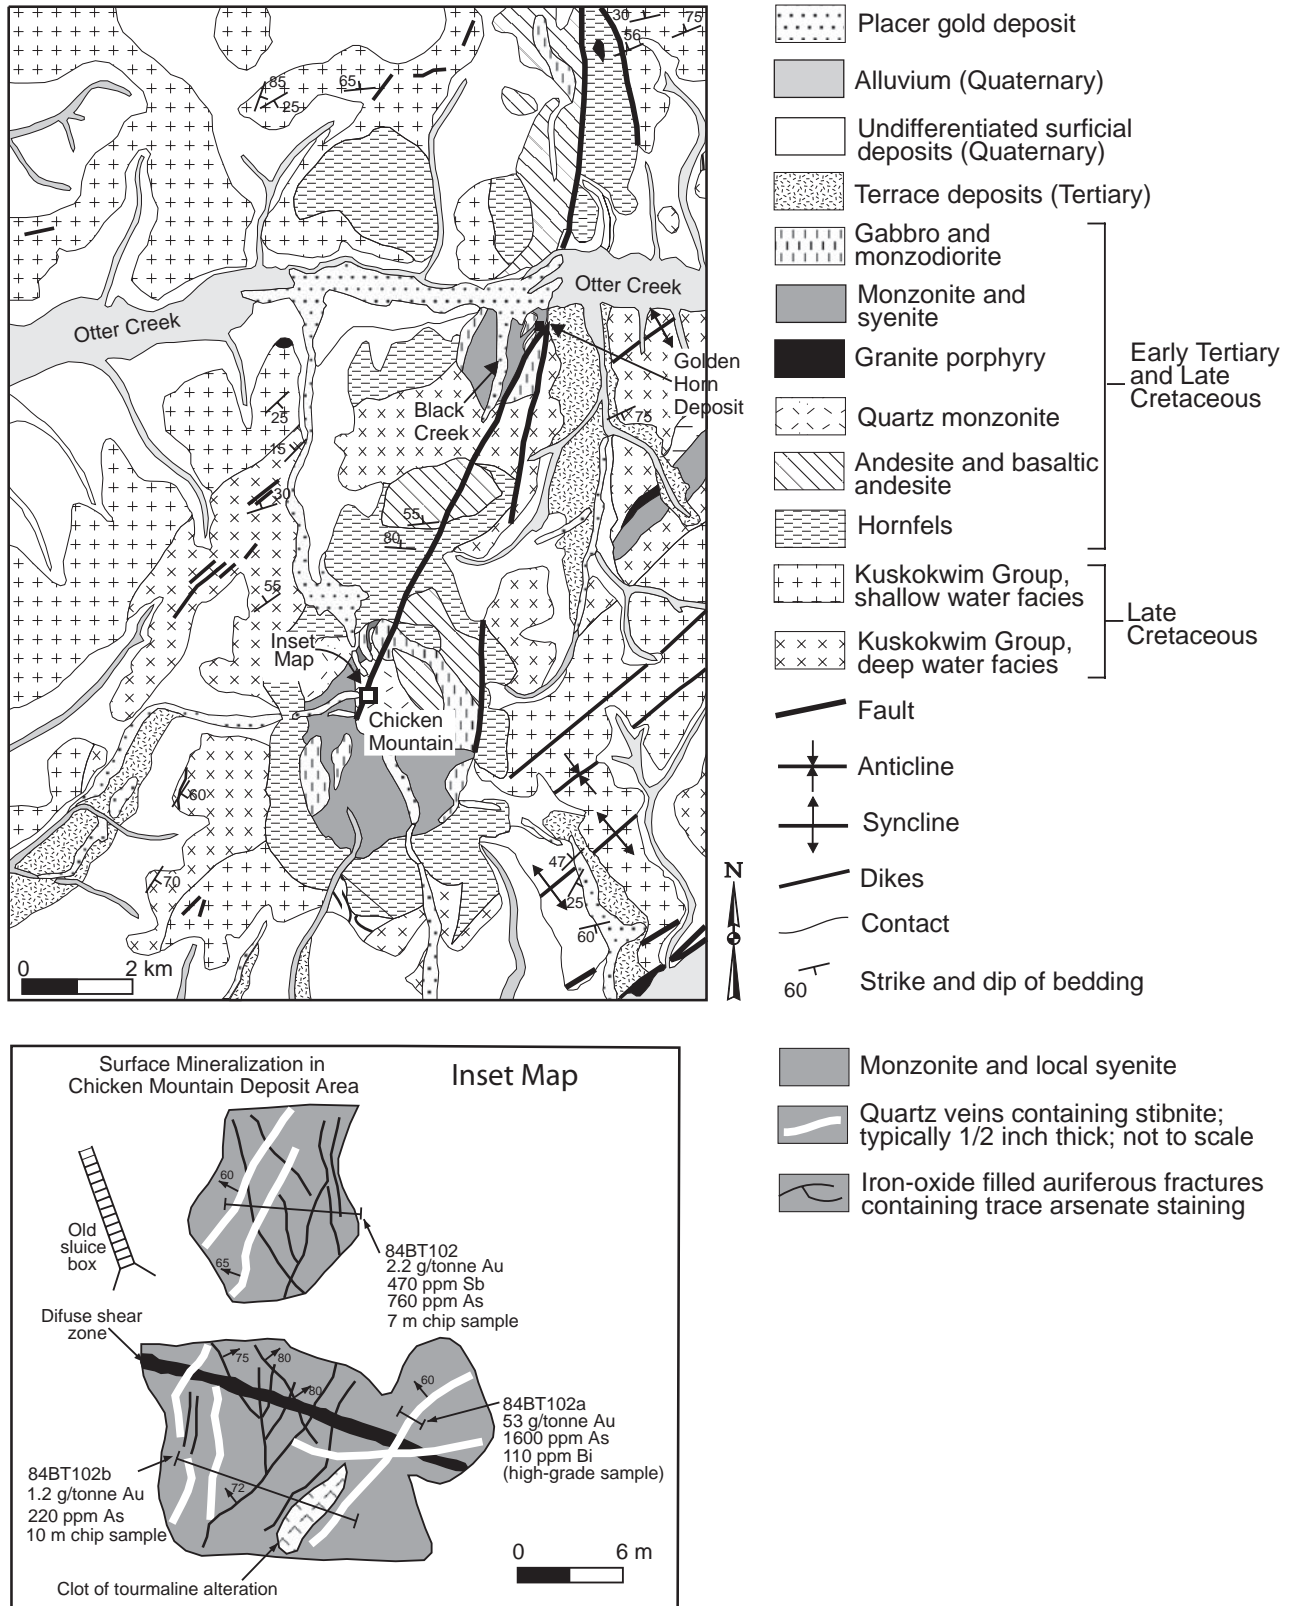 30
56
75
85
25
65
Otter Creek
Otter Creek
Golden
Horn
Deposit
Black
Creek
75
25
15
30
55
80
55
Inset
Map
Chicken
Mountain
60
70
47
25
60
0 2 km
N
Placer gold deposit
Alluvium (Quaternary)
Undifferentiated surficial
deposits (Quaternary)
Terrace deposits (Tertiary)
Gabbro and
monzodiorite
Monzonite and
syenite
Granite porphyry
Quartz monzonite
Andesite and basaltic
andesite
Hornfels
Early Tertiary
and Late
Cretaceous
Kuskokwim Group,
shallow water facies
Kuskokwim Group,
deep water facies
Late
Cretaceous
Fault
Anticline
Syncline
Dikes
Contact
60
Strike and dip of bedding
Surface Mineralization in
Chicken Mountain Deposit Area
Inset Map
60
65
Old
sluice
box
84BT102
2.2 g/tonne Au
470 ppm Sb
760 ppm As
7 m chip sample
Difuse shear
zone
75
80
80
60
72
84BT102a
53 g/tonne Au
1600 ppm As
110 ppm Bi
(high-grade sample)
84BT102b
1.2 g/tonne Au
220 ppm As
10 m chip sample
Clot of tourmaline alteration
0 6 m
Monzonite and local syenite
Quartz veins containing stibnite;
typically 1/2 inch thick; not to scale
Iron-oxide filled auriferous fractures
containing trace arsenate staining